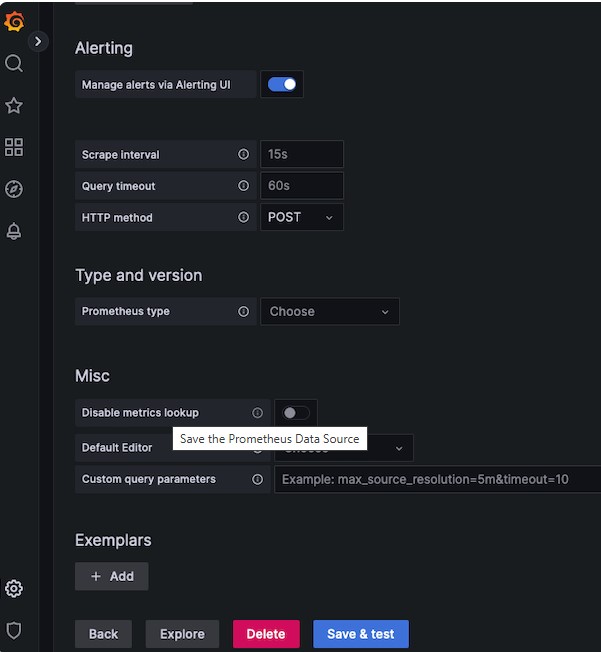 Alerting
Manage alerts via Alerting UI
Scrape interval 15s
Query timeout 60s
HTTP method POST
Type and version
Prometheus type Choose
Misc
Disable metrics lookup
Save the Prometheus Data Source
Default Editor
Custom query parameters Example: max_source_resolution=5m&timeout=10
Exemplars
+ Add
Back Explore Delete Save & test